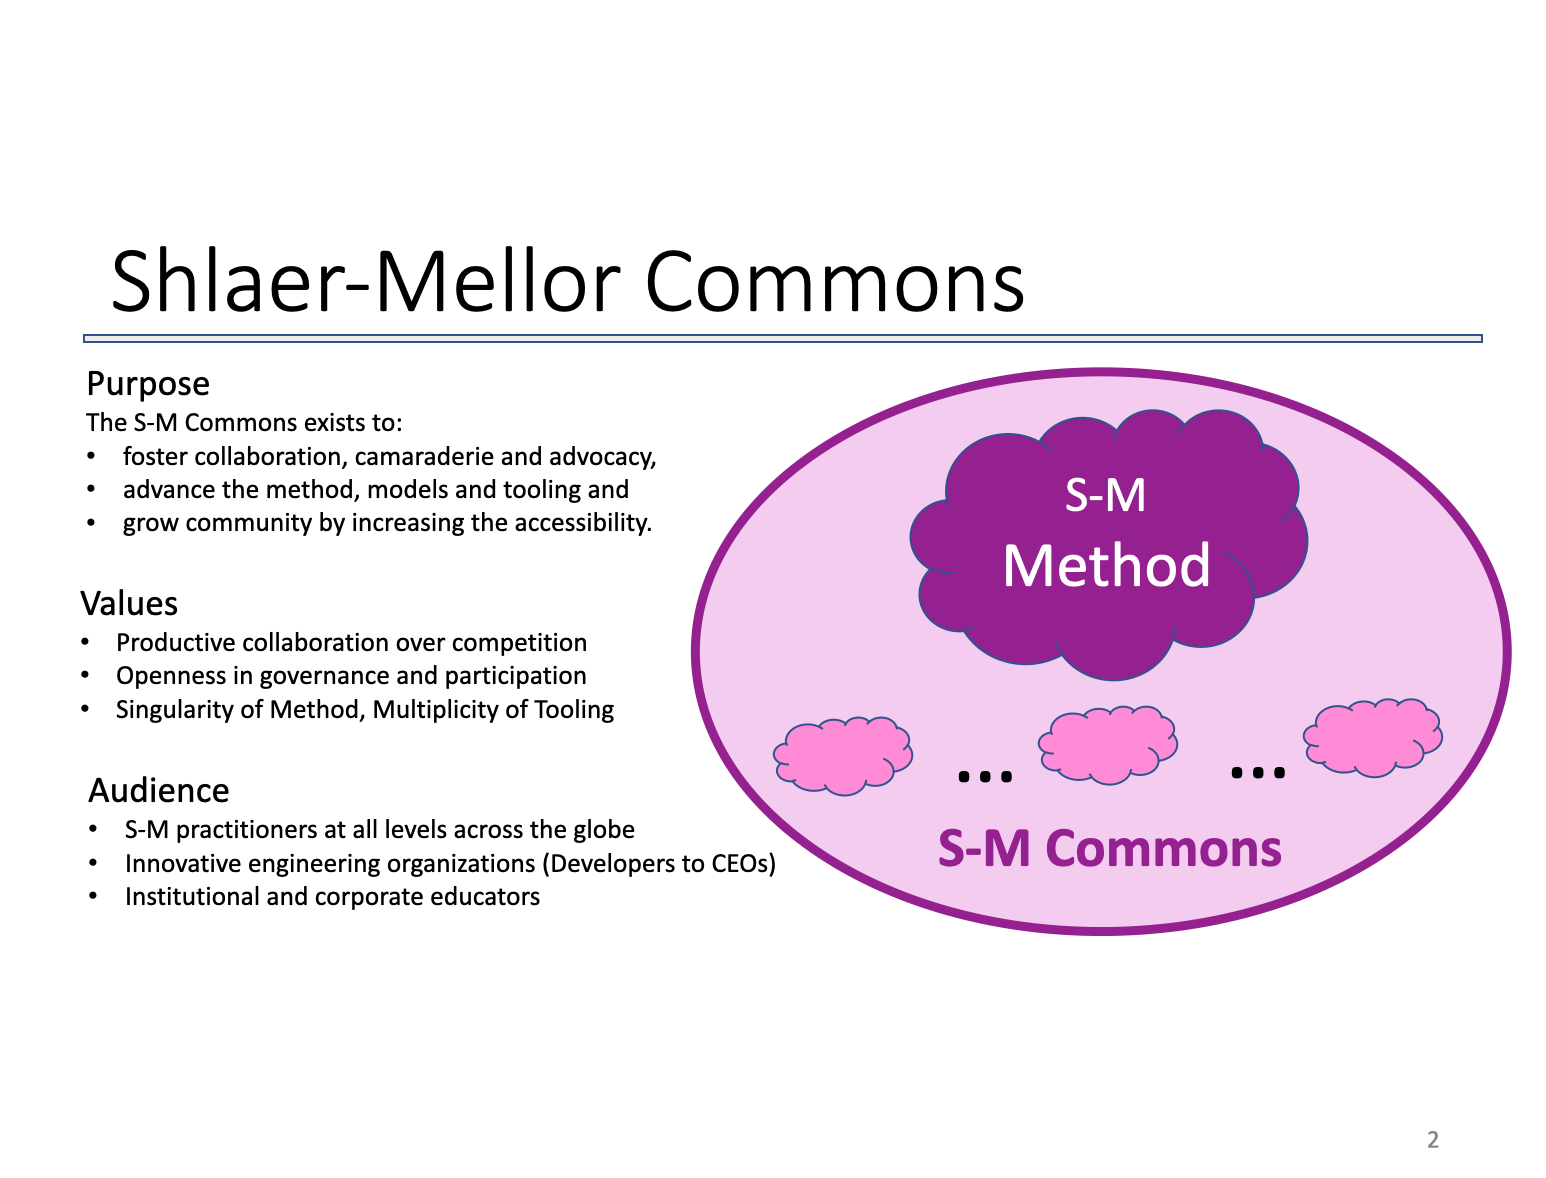 Shlaer-Mellor Commons
Purpose
The S-M Commons exists to:
• foster collaboration, camaraderie and advocacy,
• advance the method, models and tooling and
• grow community by increasing the accessibility.
Values
• Productive collaboration over competition
• Openness in governance and participation
• Singularity of Method, Multiplicity of Tooling
Audience
• S-M practitioners at all levels across the globe
• Innovative engineering organizations (Developers to CEOs)
• Institutional and corporate educators
S-M
Method
... ...
S-M Commons
2